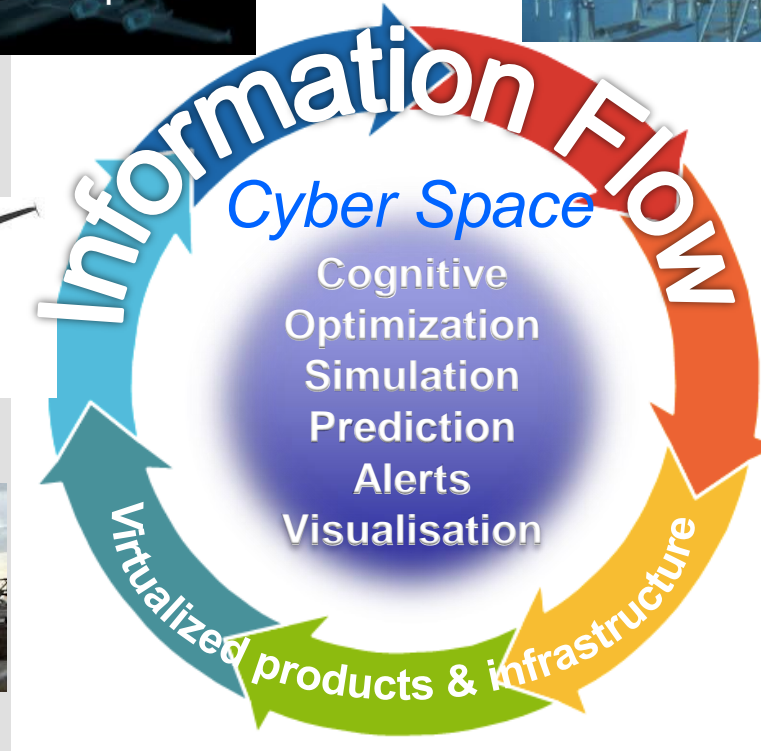 Information Flow
Cyber Space
Cognitive
Optimization
Simulation
Prediction
Alerts
Visualisation
Virtualized products & infrastructure